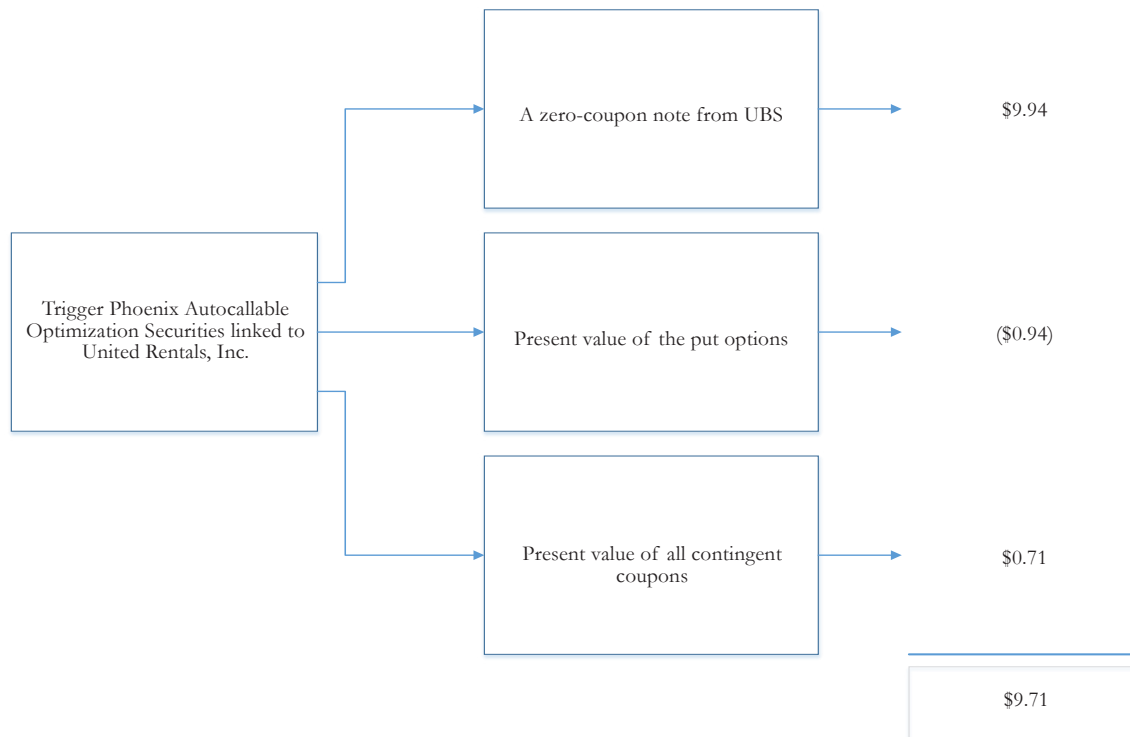 A zero-coupon note from UBS
$9.94
Trigger Phoenix Autocallable
Optimization Securities linked to
United Rentals, Inc.
Present value of the put options
($0.94)
Present value of all contingent
coupons
$0.71
$9.71